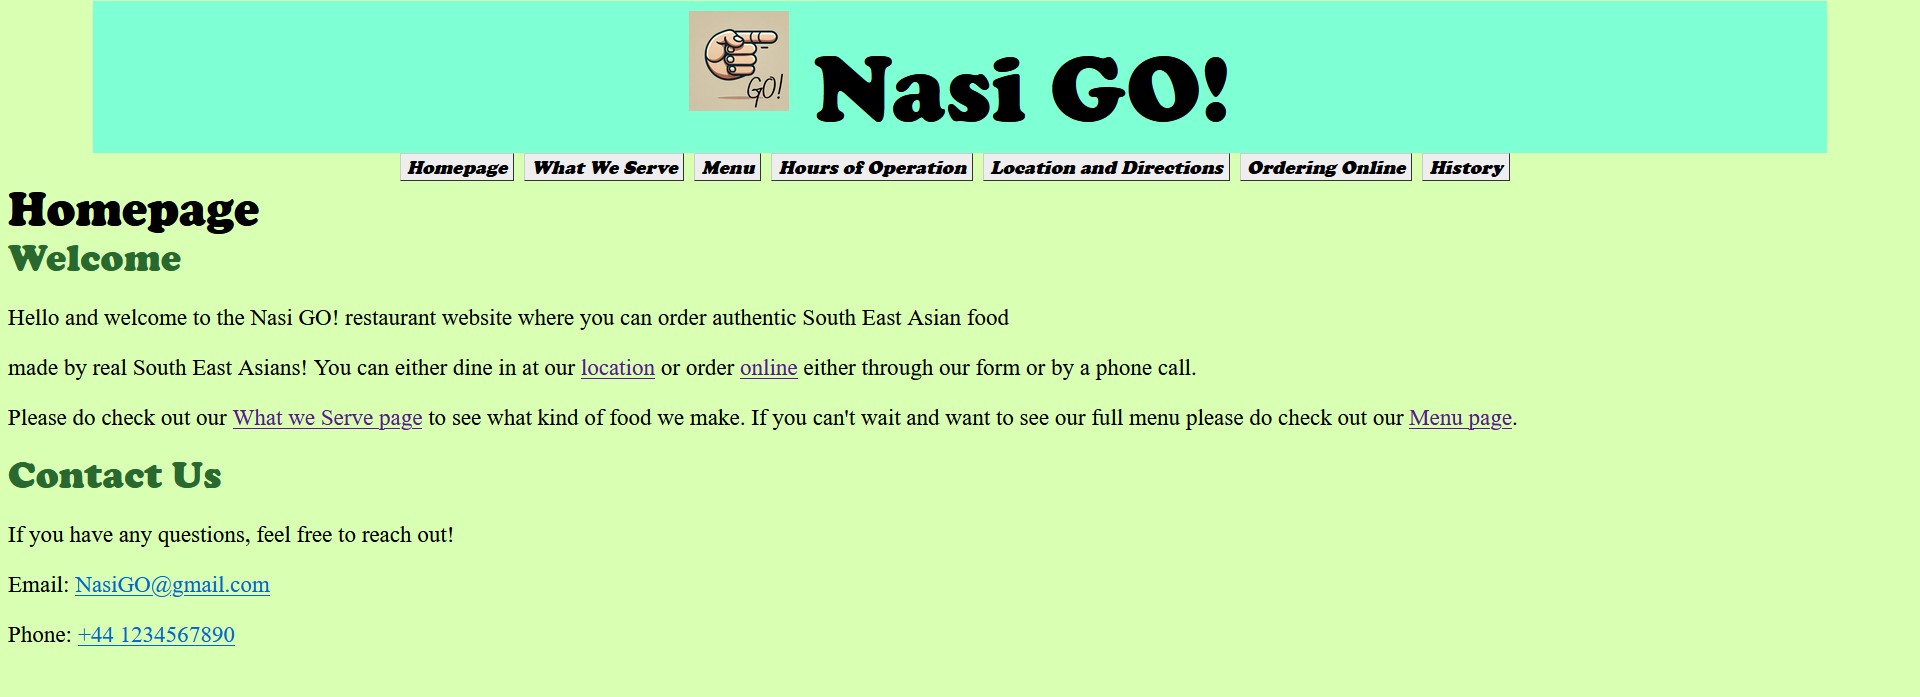 GO!
Nasi GO!
Homepage What We Serve Menu Hours of Operation Location and Directions Ordering Online History
Homepage
Welcome
Hello and welcome to the Nasi GO! restaurant website where you can order authentic South East Asian food
made by real South East Asians! You can either dine in at our location or order online either through our form or by a phone call.
Please do check out our What we Serve page to see what kind of food we make. If you can't wait and want to see our full menu please do check out our Menu page.
Contact Us
If you have any questions, feel free to reach out!
Email: NasiGO@gmail.com
Phone: +44 1234567890